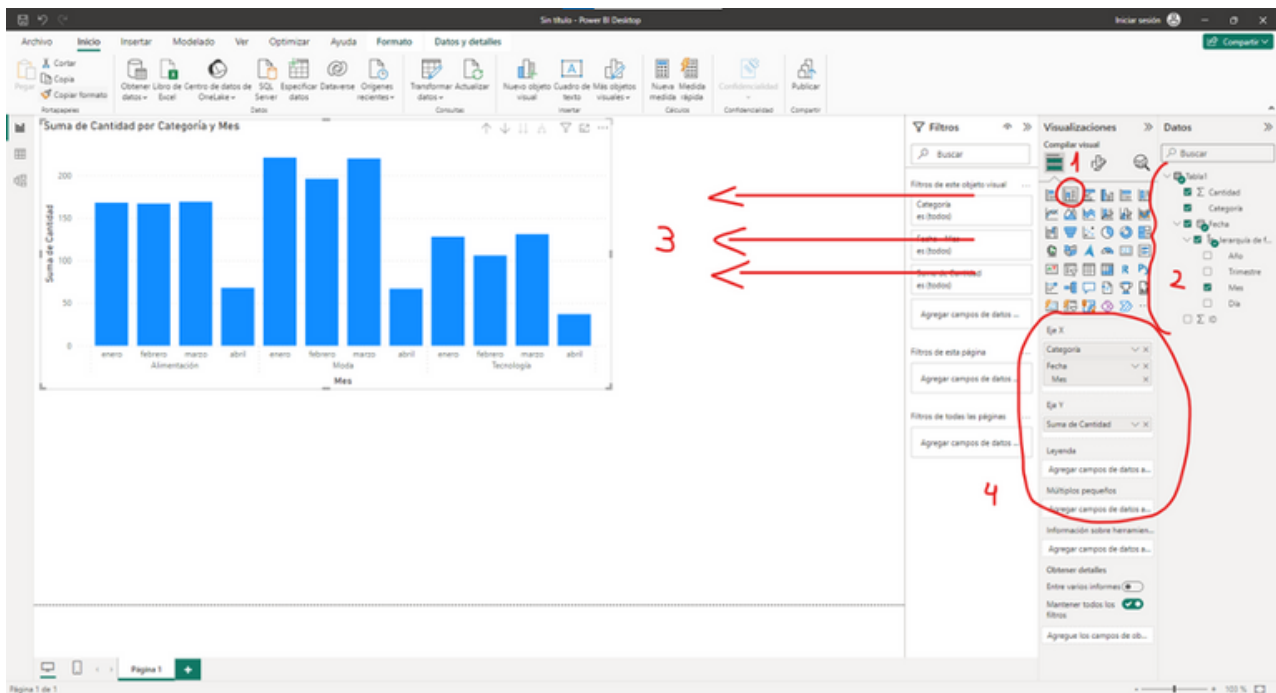 Sin título - Power BI Desktop
Iniciar sesión
Archivo Inicio Insertar Modelado Ver Optimizar Ayuda Formato Datos y detalles
Compartir
Pegar
Cortar
Copia
Copiar formato
Portapapeles
Obtener datos
Libro de Excel
Centro de datos de OneLake
SQL Server
Especificar datos
Dataverse
Orígenes recientes
Datos
Transformar datos
Actualizar
Consultas
Nuevo objeto visual
Cuadro de texto
Más objetos visuales
Insertar
Nueva medida
Medida rápida
Cálculos
Confidencialidad
Confidencialidad
Publicar
Compartir
Suma de Cantidad por Categoría y Mes
Suma de Cantidad
200
150
100
50
0
enero febrero marzo abril enero febrero marzo abril enero febrero marzo abril
Alimentación Moda Tecnología
Mes
3
4
Filtros
Buscar
Filtros de este objeto visual
Categoría
es (todos)
Fecha - Mes
es (todos)
Suma de Cantidad
es (todos)
Agregar campos de datos ...
Filtros de esta página
Agregar campos de datos ...
Filtros de todas las páginas
Agregar campos de datos ...
Visualizaciones
Compilar visual
1
Eje X
Categoría
Fecha
Mes
Eje Y
Suma de Cantidad
Leyenda
Agregar campos de datos a...
Múltiplos pequeños
Agregar campos de datos a...
Información sobre herramien...
Agregar campos de datos a...
Obtener detalles
Entre varios informes
Mantener todos los filtros
Agregue los campos de ob...
Datos
Buscar
Tabla1
Cantidad
Categoría
Fecha
Jerarquía de f...
Año
Trimestre
2
Mes
Día
ID
Página 1
Página 1 de 1
103 %